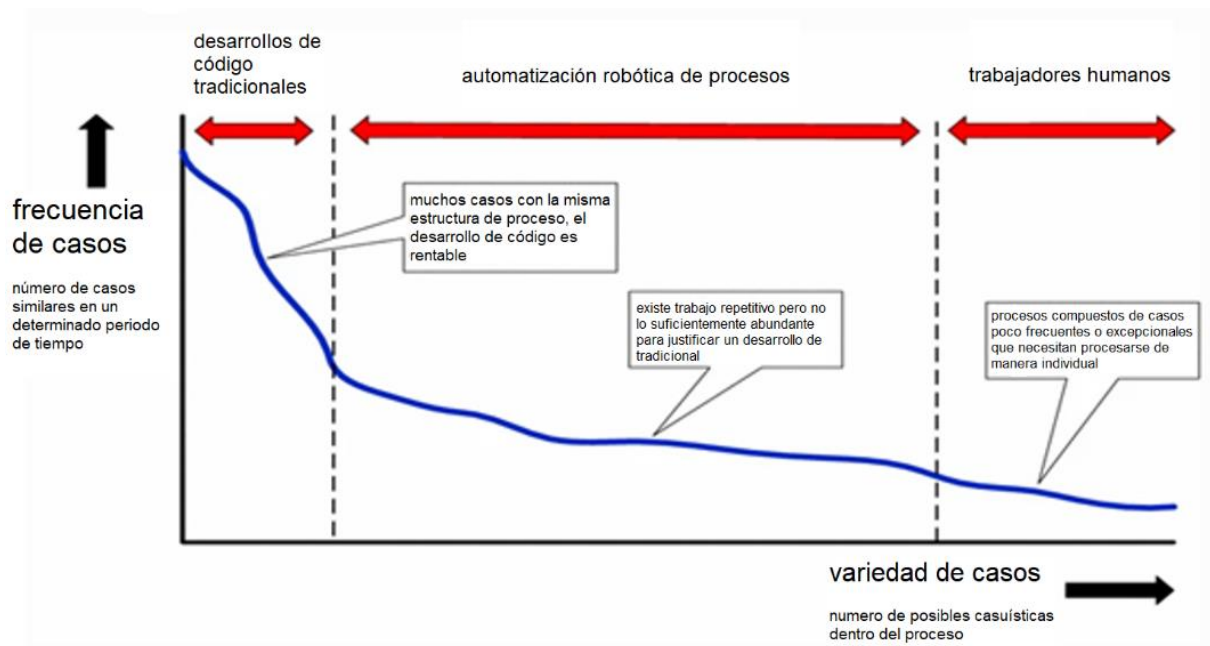 desarrollos de
código
tradicionales
automatización robótica de procesos
trabajadores humanos
frecuencia
de casos
número de casos
similares en un
determinado periodo
de tiempo
muchos casos con la misma
estructura de proceso, el
desarrollo de código es
rentable
existe trabajo repetitivo pero no
lo suficientemente abundante
para justificar un desarrollo de
tradicional
procesos compuestos de casos
poco frecuentes o excepcionales
que necesitan procesarse de
manera individual
variedad de casos
numero de posibles casuísticas
dentro del proceso